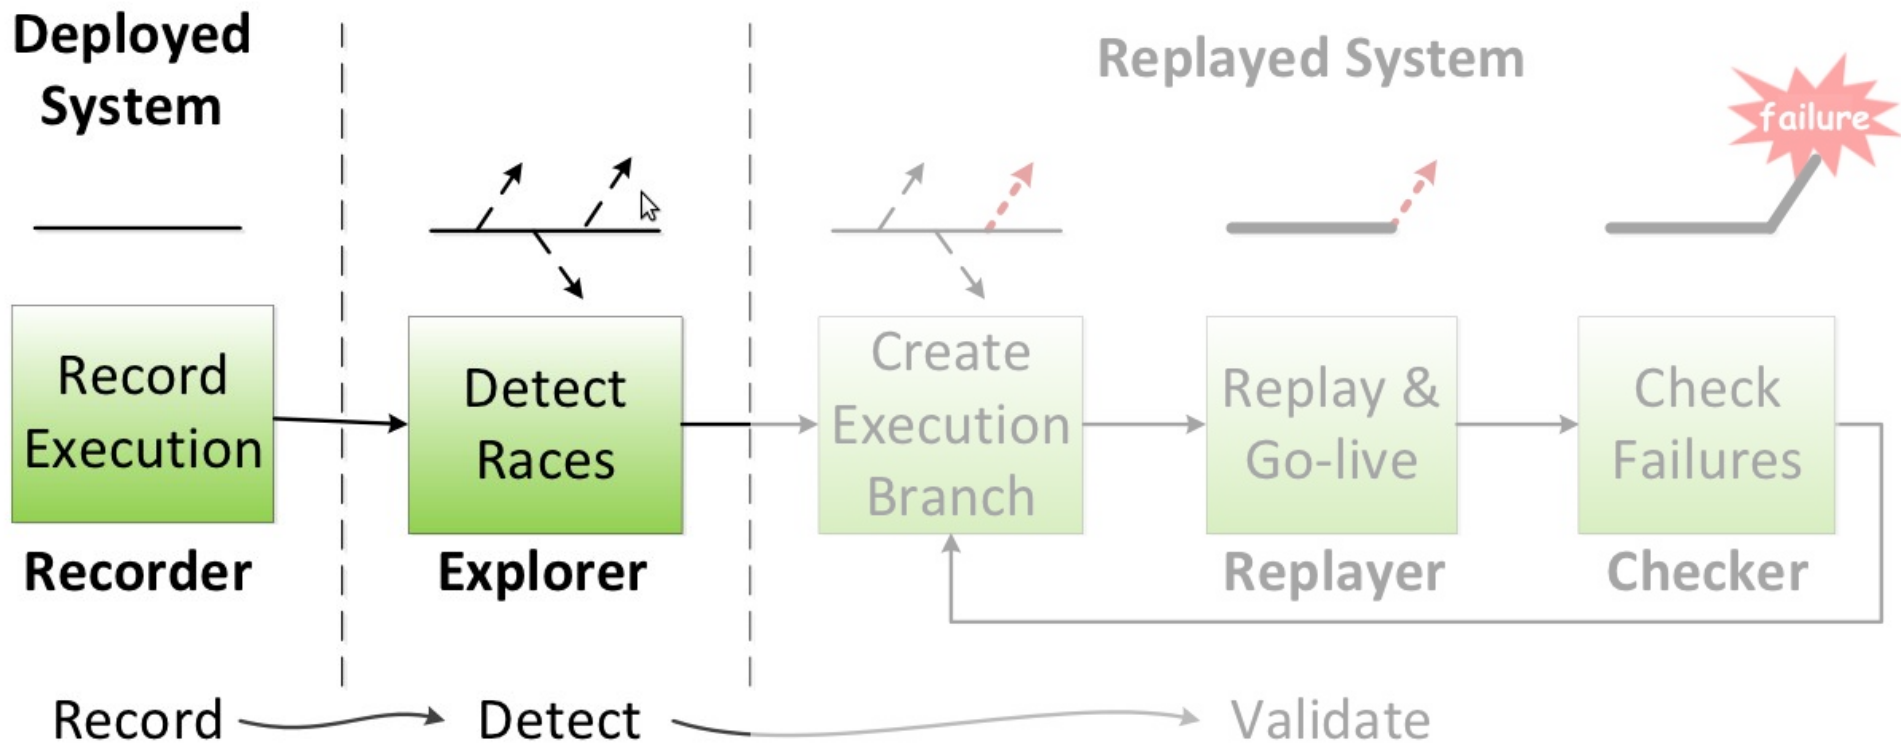 Deployed
System
Replayed System
failure
Record
Execution
Detect
Races
Create
Execution
Branch
Replay &
Go-live
Check
Failures
Recorder
Explorer
Replayer
Checker
Record
Detect
Validate